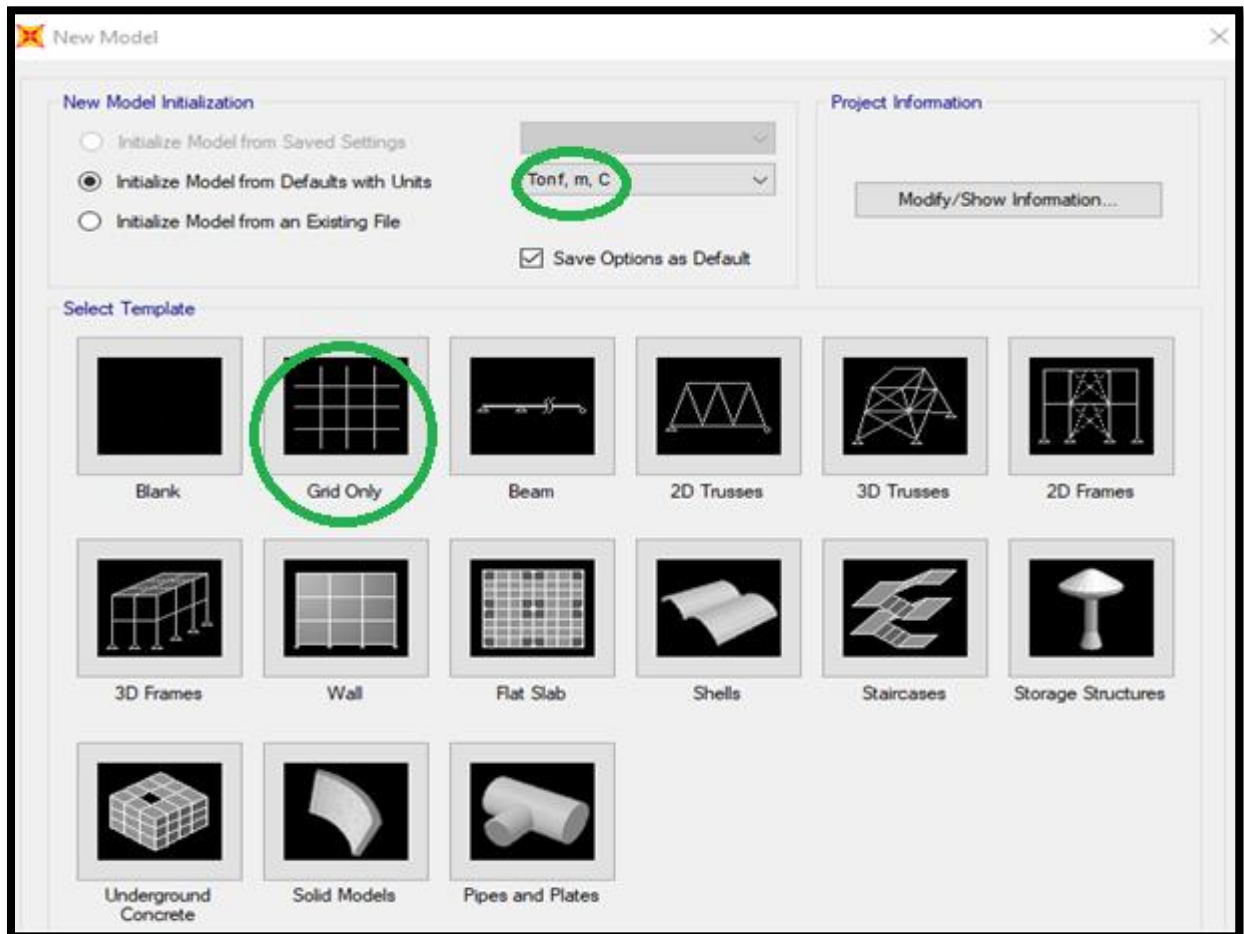 New Model
New Model Initialization
Project Information
Initialize Model from Saved Settings
Initialize Model from Defaults with Units
Tonf, m, C
Modify/Show Information...
Initialize Model from an Existing File
Save Options as Default
Select Template
Blank
Grid Only
Beam
2D Trusses
3D Trusses
2D Frames
3D Frames
Wall
Flat Slab
Shells
Staircases
Storage Structures
Underground
Concrete
Solid Models
Pipes and Plates